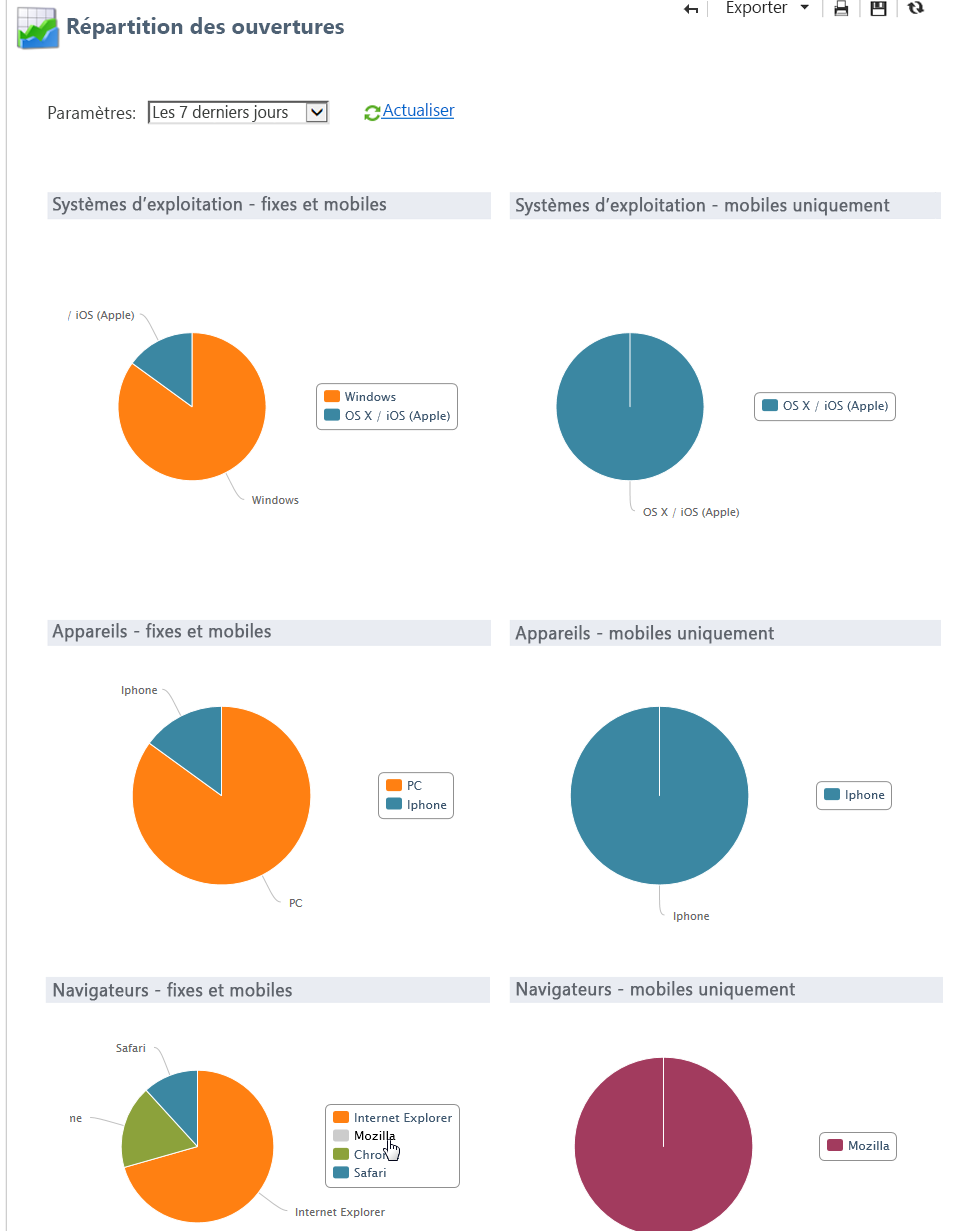 Répartition des ouvertures
Exporter
Paramètres: Les 7 derniers jours Actualiser
Systèmes d'exploitation - fixes et mobiles
Systèmes d'exploitation - mobiles uniquement
/ iOS (Apple)
Windows
OS X / iOS (Apple)
Windows
OS X / iOS (Apple)
OS X / iOS (Apple)
Appareils - fixes et mobiles
Appareils - mobiles uniquement
Iphone
PC
Iphone
PC
Iphone
Iphone
Navigateurs - fixes et mobiles
Navigateurs - mobiles uniquement
Safari
ne
Internet Explorer
Mozilla
Chro
Safari
Internet Explorer
Mozilla